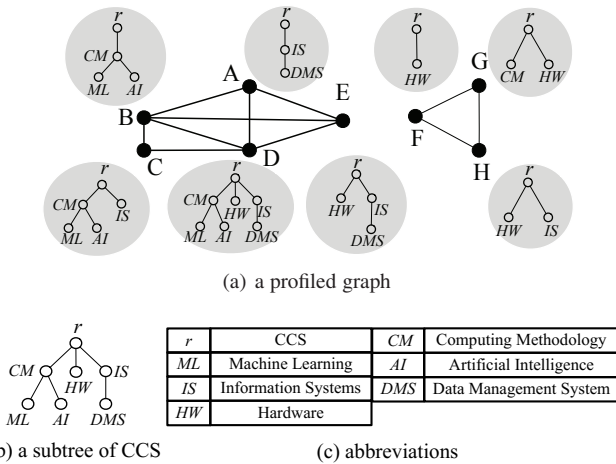 r
CM
ML AI
r
IS
DMS
r
HW
r
CM HW
A
B
C
D
E
F
G
H
r
CM IS
ML AI
r
CM HW IS
ML AI DMS
r
HW IS
DMS
r
HW IS
(a) a profiled graph
r
CM HW IS
ML AI DMS
b) a subtree of CCS
r CCS CM Computing Methodology
ML Machine Learning AI Artificial Intelligence
IS Information Systems DMS Data Management System
HW Hardware
(c) abbreviations